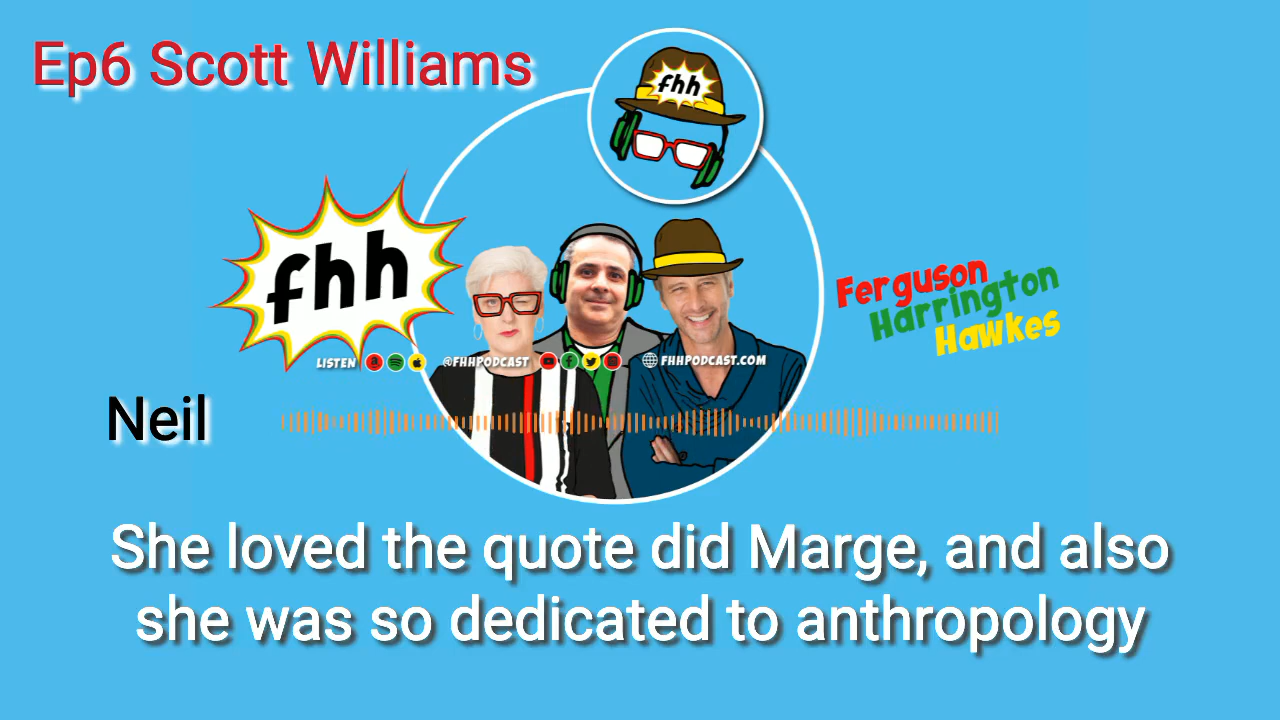 Ep6 Scott Williams
fhh
fhh
Ferguson
Harrington
Hawkes
LISTEN @FHHPODCAST FHHPODCAST.COM
Neil
She loved the quote did Marge, and also
she was so dedicated to anthropology